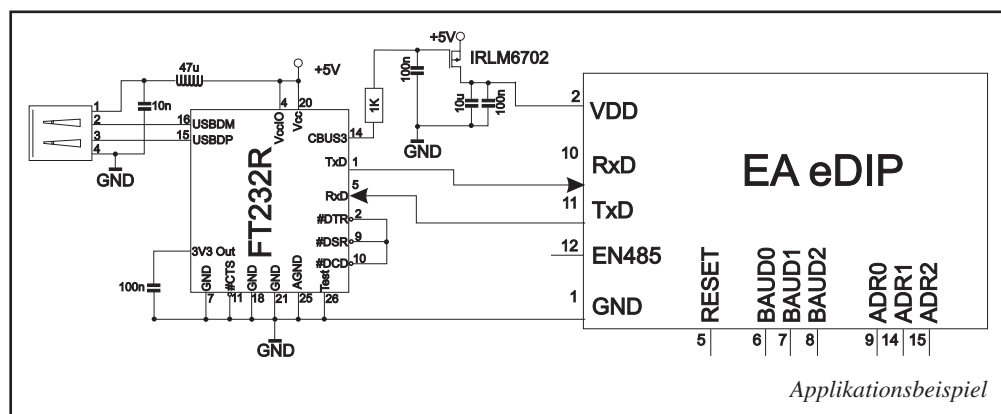 +5V
IRLM6702
47u
+5V
100n
10u
100n
1
2
3
4
10n
16 USBDM
15 USBDP
GND
4
20
VccIO
Vcc
1K
CBUS3 14
GND
TxD 1
RxD 5
#DTR 2
#DSR 9
#DCD 10
FT232R
3V3 Out
100n
GND
#CTS
GND
GND
AGND
Test
7
11
18
21
25
26
GND
2 VDD
10 RxD
11 TxD
12 EN485
1 GND
EA eDIP
RESET
BAUD0
BAUD1
BAUD2
ADR0
ADR1
ADR2
5
6
7
8
9
14
15
Applikationsbeispiel